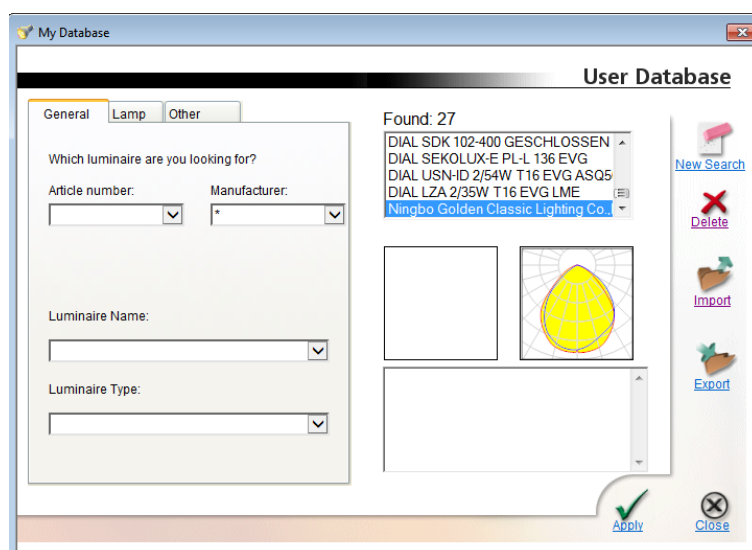 My Database
User Database
General
Lamp
Other
Which luminaire are you looking for?
Article number:
Manufacturer:
*
Luminaire Name:
Luminaire Type:
Found: 27
DIAL SDK 102-400 GESCHLOSSEN
DIAL SEKOLUX-E PL-L 136 EVG
DIAL USN-ID 2/54W T16 EVG
DIAL LZA 2/35W T16 EVG LME
Ningbo Golden Classic Lighting Co.,
New Search
Delete
Import
Export
Apply
Close